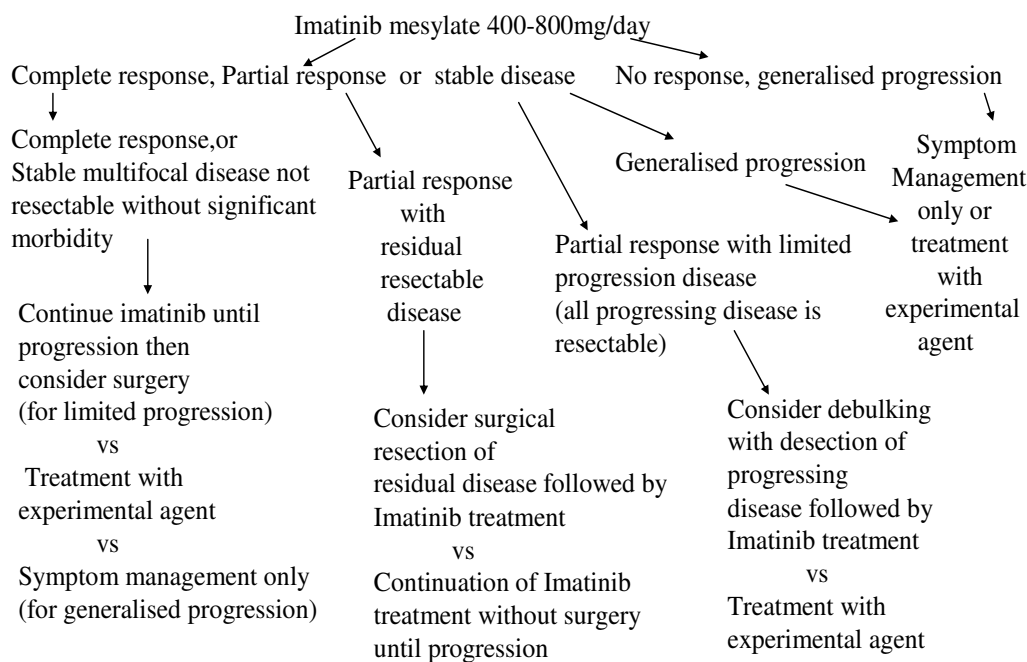 Imatinib mesylate 400-800mg/day
Complete response, Partial response or stable disease
No response, generalised progression
Complete response,or
Stable multifocal disease not
resectable without significant
morbidity
Partial response
with
residual
resectable
disease
Generalised progression
Symptom
Management
only or
treatment
with
experimental
agent
Partial response with limited
progression disease
(all progressing disease is
resectable)
Continue imatinib until
progression then
consider surgery
(for limited progression)
vs
Treatment with
experimental agent
vs
Symptom management only
(for generalised progression)
Consider surgical
resection of
residual disease followed by
Imatinib treatment
vs
Continuation of Imatinib
treatment without surgery
until progression
Consider debulking
with desection of
progressing
disease followed by
Imatinib treatment
vs
Treatment with
experimental agent